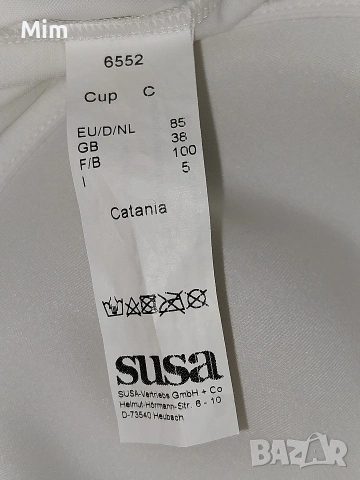 Mim
6552
Cup C
EU/D/NL 85
GB 38
F/B 100
I 5
Catania
susa
SUSA-Vertriebs GmbH + Co
Helmut-Hörmann-Str. 6 - 10
D-73540 Heubach
BAZAR